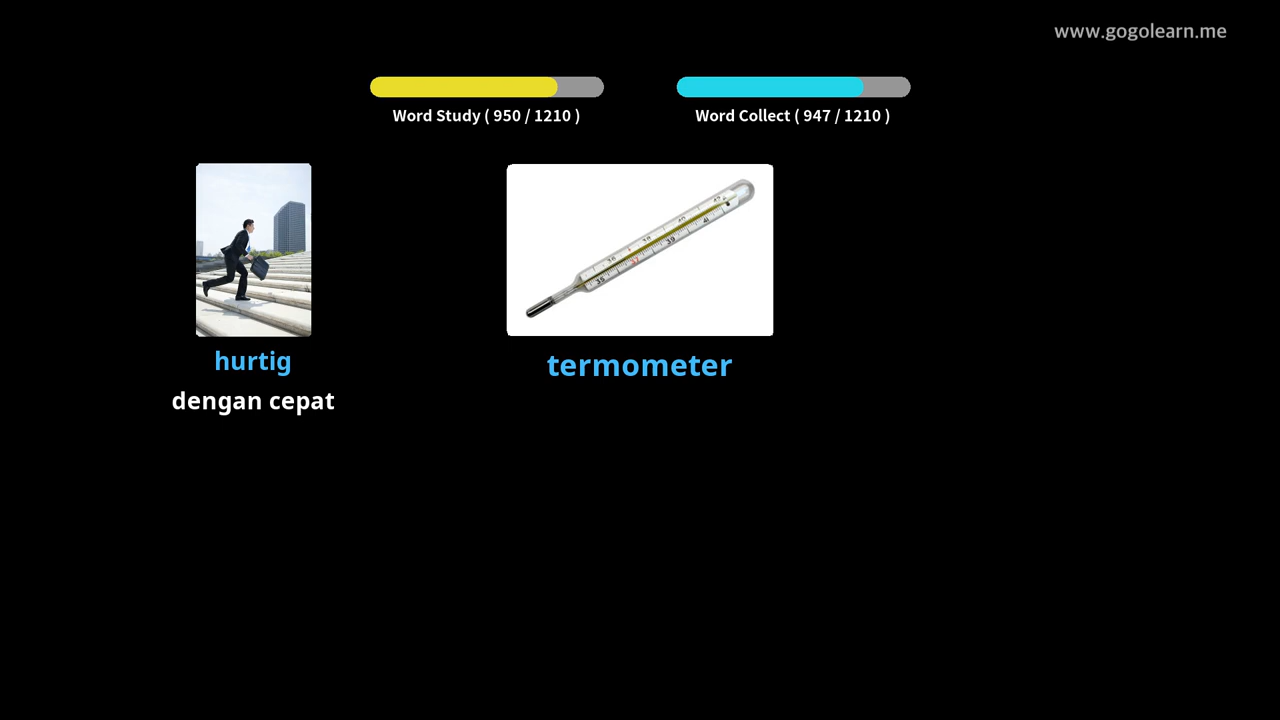 www.gogolearn.me
Word Study ( 950 / 1210 )
Word Collect ( 947 / 1210 )
hurtig
dengan cepat
termometer